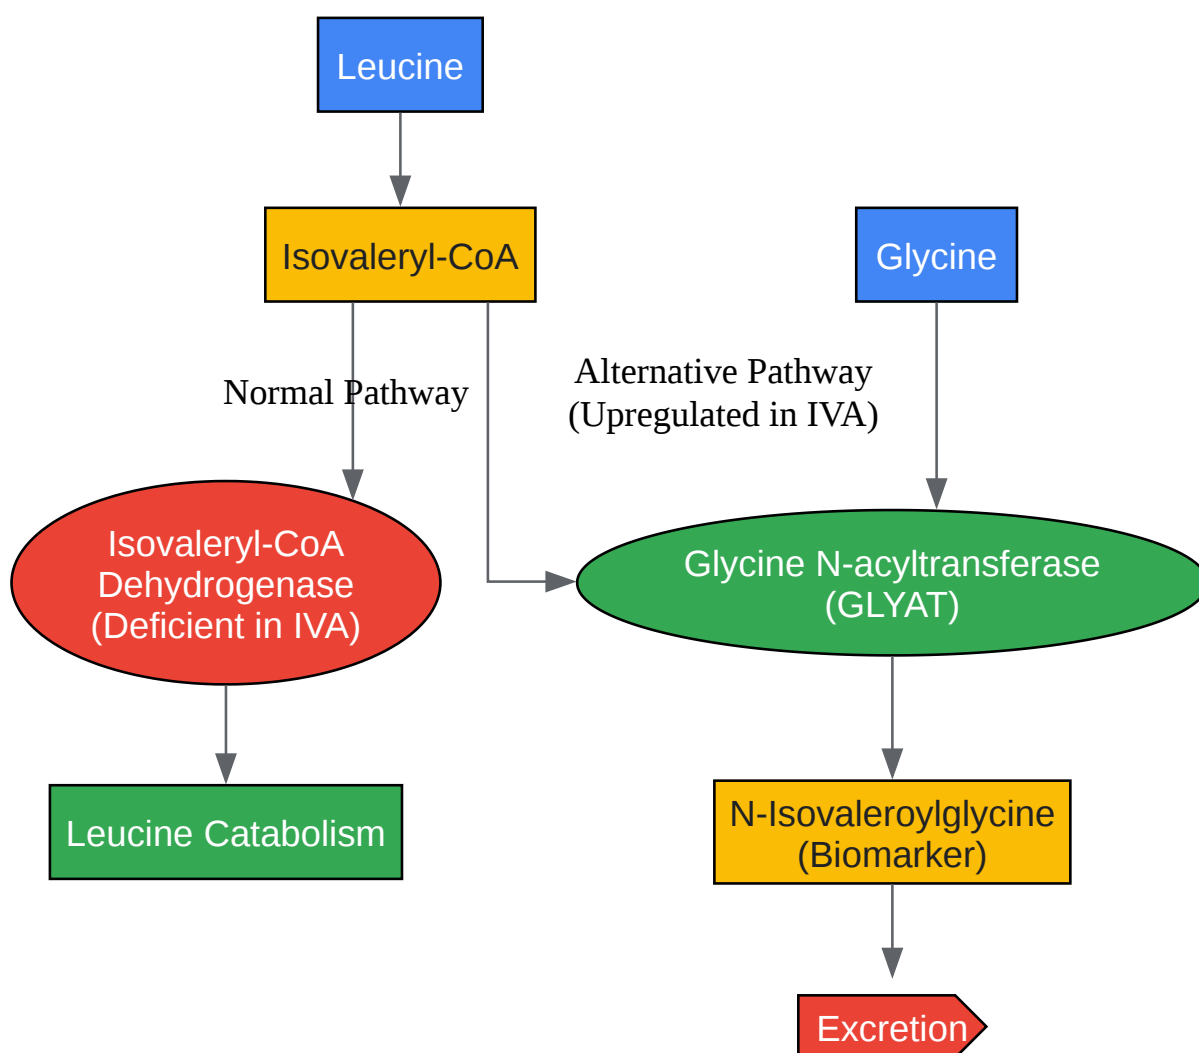 Leucine
Isovaleryl-CoA
Glycine
Normal Pathway
Alternative Pathway
(Upregulated in IVA)
Isovaleryl-CoA
Dehydrogenase
(Deficient in IVA)
Glycine N-acyltransferase
(GLYAT)
Leucine Catabolism
N-Isovaleroylglycine
(Biomarker)
Excretion